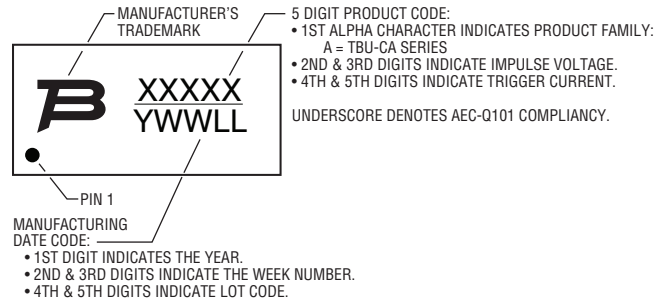 MANUFACTURER'S
TRADEMARK
5 DIGIT PRODUCT CODE:
• 1ST ALPHA CHARACTER INDICATES PRODUCT FAMILY:
A = TBU-CA SERIES
• 2ND & 3RD DIGITS INDICATE IMPULSE VOLTAGE.
• 4TH & 5TH DIGITS INDICATE TRIGGER CURRENT.
UNDERSCORE DENOTES AEC-Q101 COMPLIANCY.
XXXXX
YWWLL
PIN 1
MANUFACTURING
DATE CODE:
• 1ST DIGIT INDICATES THE YEAR.
• 2ND & 3RD DIGITS INDICATE THE WEEK NUMBER.
• 4TH & 5TH DIGITS INDICATE LOT CODE.